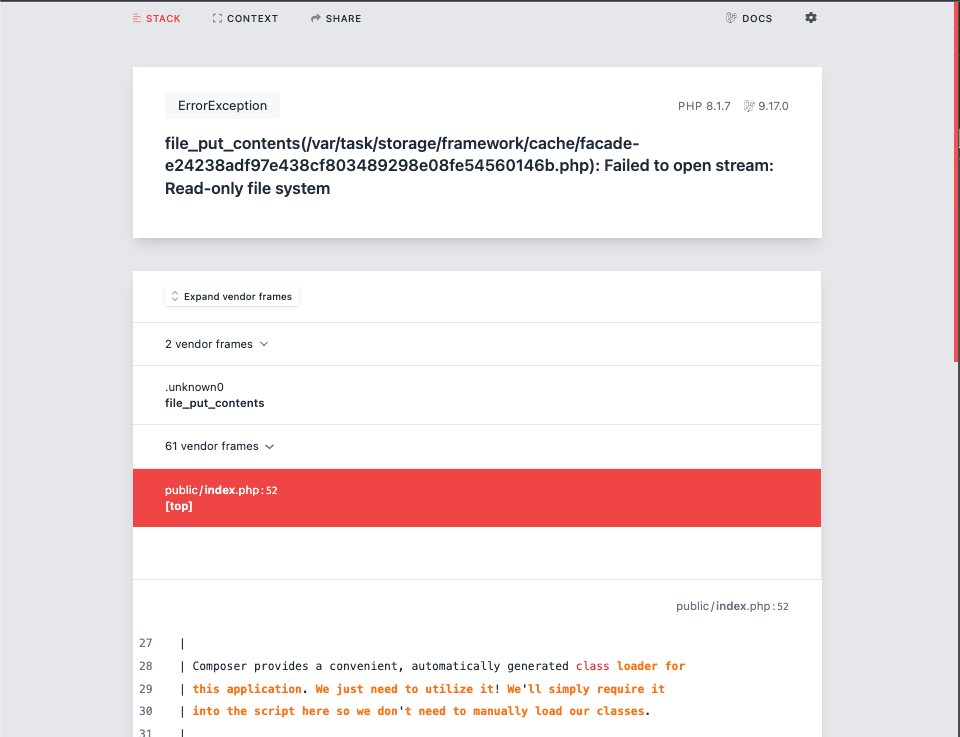 STACK CONTEXT SHARE DOCS
ErrorException PHP 8.1.7 9.17.0
file_put_contents(/var/task/storage/framework/cache/facade-
e24238adf97e438cf803489298e08fe54560146b.php): Failed to open stream:
Read-only file system
Expand vendor frames
2 vendor frames
.unknown0
file_put_contents
61 vendor frames
public/index.php:52
[top]
public/index.php:52
27 |
28 | Composer provides a convenient, automatically generated class loader for
29 | this application. We just need to utilize it! We'll simply require it
30 | into the script here so we don't need to manually load our classes.
31 |